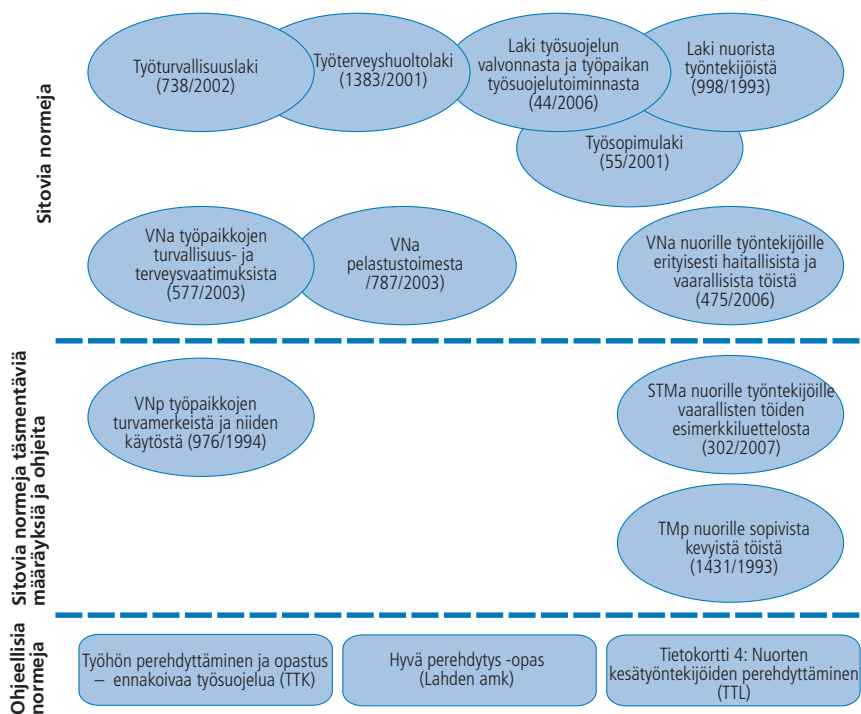 Sitovia normeja
Työturvallisuuslaki
(738/2002)
Työterveyshuoltolaki
(1383/2001)
Laki työsuojelun
valvonnasta ja työpaikan
työsuojelutoiminnasta
(44/2006)
Laki nuorista
työntekijöistä
(998/1993)
Työsopimulaki
(55/2001)
VNa työpaikkojen
turvallisuus- ja
terveysvaatimuksista
(577/2003)
VNa
pelastustoimesta
/787/2003)
VNa nuorille työntekijöille
erityisesti haitallisista ja
vaarallisista töistä
(475/2006)
Sitovia normeja täsmentäviä
määräyksiä ja ohjeita
VNp työpaikkojen
turvamerkeistä ja niiden
käytöstä (976/1994)
STMa nuorille työntekijöille
vaarallisten töiden
esimerkkiluettelosta
(302/2007)
TMp nuorille sopivista
kevyistä töistä
(1431/1993)
Ohjeellisia
normeja
Työhön perehdyttäminen ja opastus
– ennakoivaa työsuojelua (TTK)
Hyvä perehdytys -opas
(Lahden amk)
Tietokortti 4: Nuorten
kesätyöntekijöiden perehdyttäminen
(TTL)